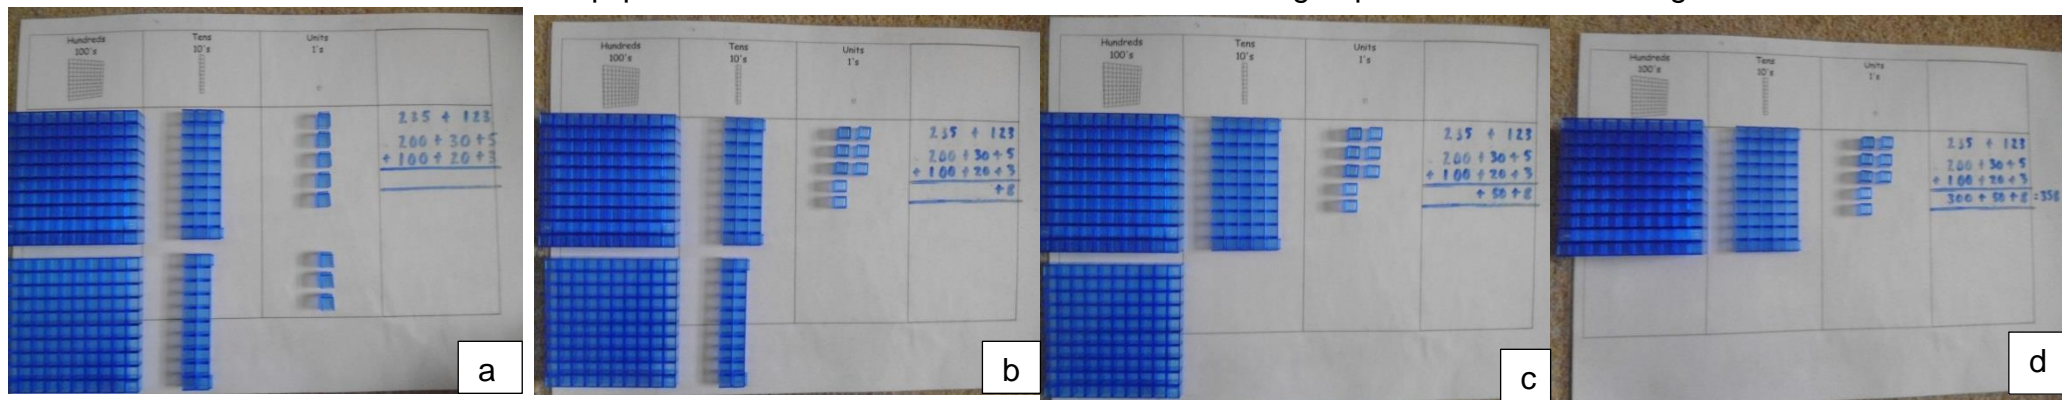 Hundreds Tens Units
100's 10's 1's
235 + 123
200 + 30 + 5
+ 100 + 20 + 3
a
Hundreds Tens Units
100's 10's 1's
235 + 123
200 + 30 + 5
+ 100 + 20 + 3
+ 8
b
Hundreds Tens Units
100's 10's 1's
235 + 123
200 + 30 + 5
+ 100 + 20 + 3
+ 50 + 8
c
Hundreds Tens Units
100's 10's 1's
235 + 123
200 + 30 + 5
+ 100 + 20 + 3
300 + 50 + 8 = 358
d